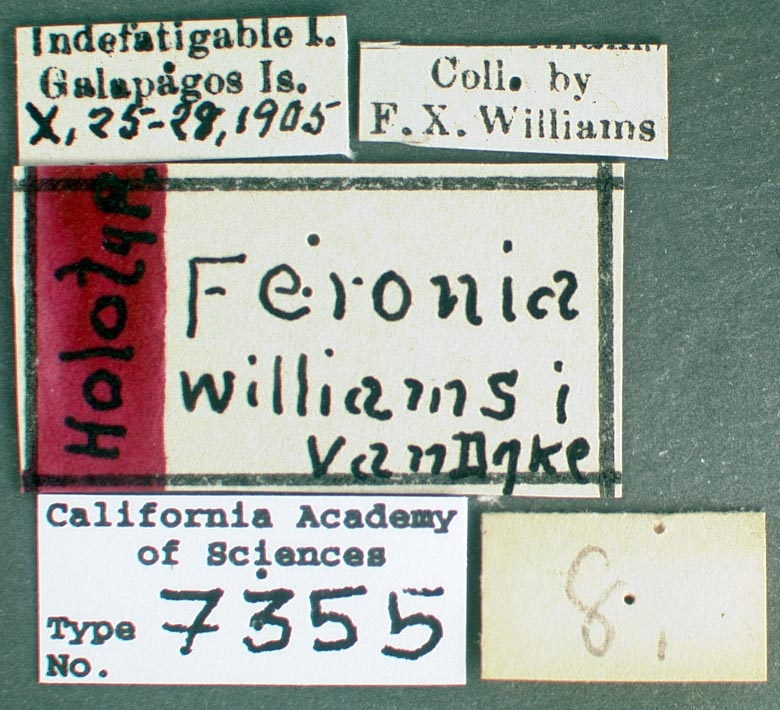 Indefatigable I.
Galapagos Is.
X, 25-28, 1905
Coll. by
F. X. Williams
Holotype
Feronia
williamsi
VanDyke
California Academy
of Sciences
Type
No. 7355
8